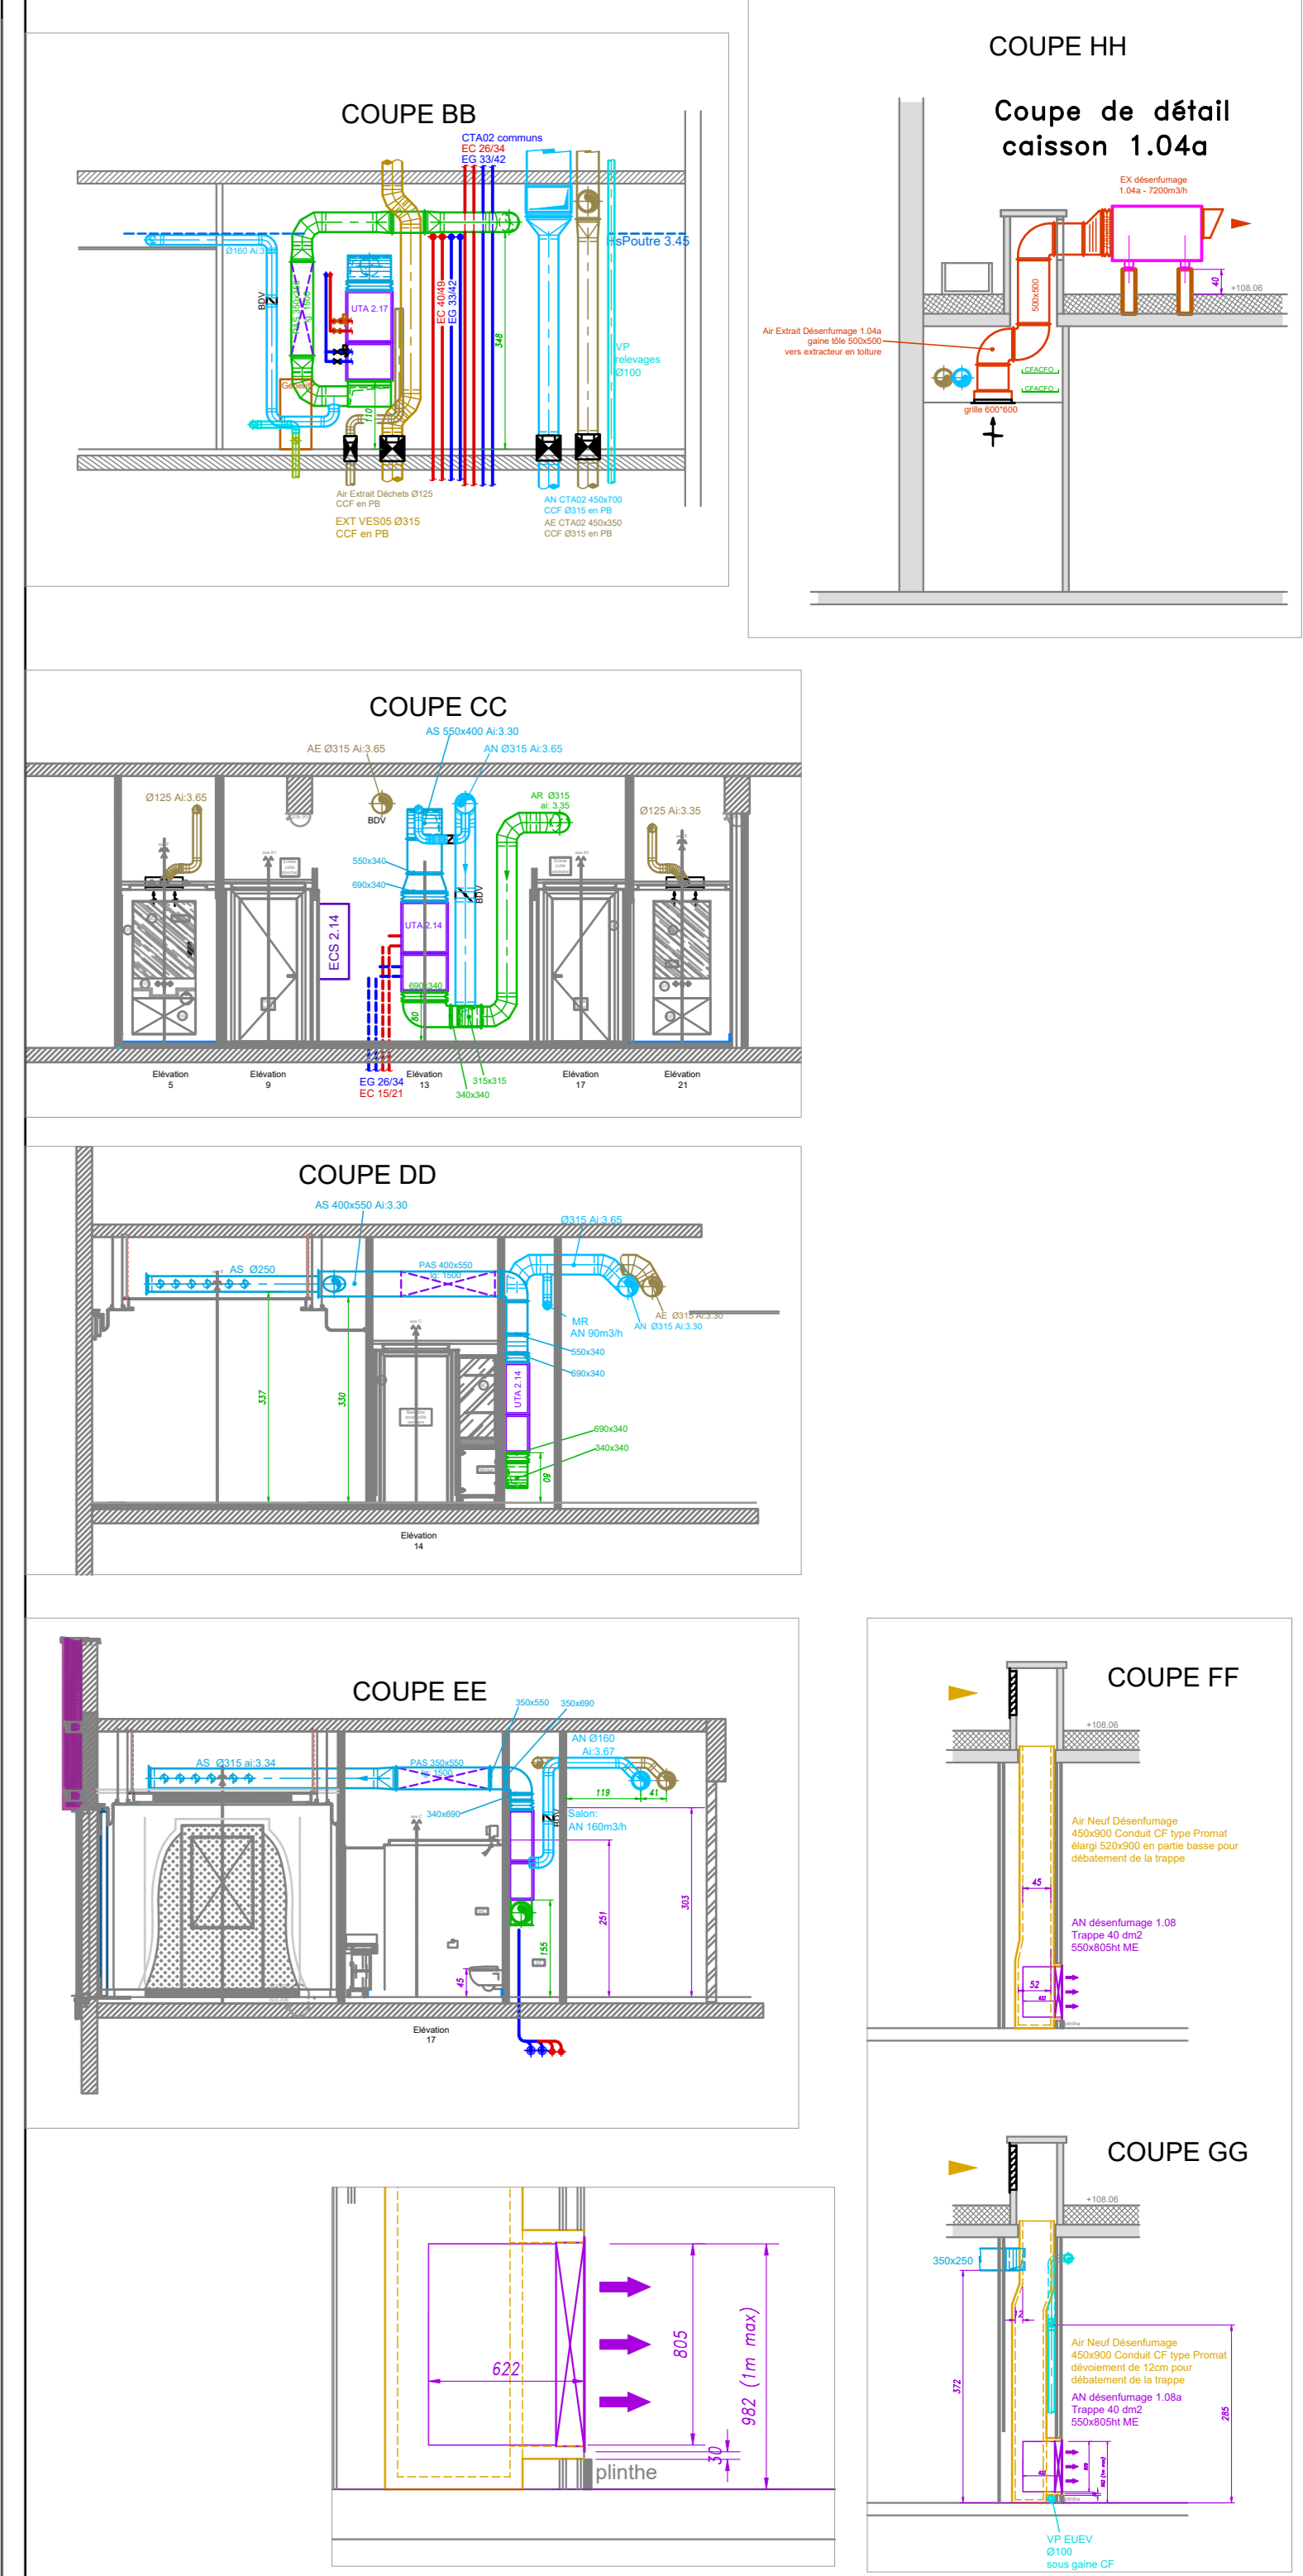 COUPE BB
CTA02 communs
EC 26/34
EG 33/42
HsPoutre 3.45
Ø160 Ai:3
BDV
lg. 1500
UTA 2.17
EC 40/49
EG 33/42
348
VP
relevages
Ø100
110
Air Extrait Déchets Ø125
CCF en PB
EXT VES05 Ø315
CCF en PB
AN CTA02 450x700
CCF Ø315 en PB
AE CTA02 450x350
CCF Ø315 en PB
COUPE HH
Coupe de détail
caisson 1.04a
EX désenfumage
1.04a - 7200m3/h
500x500
40
+108.06
Air Extrait Désenfumage 1.04a
gaine tôle 500x500
vers extracteur en toiture
CFACFO
CFACFO
grille 600*600
COUPE CC
AS 550x400 Ai:3.30
AE Ø315 Ai:3.65
AN Ø315 Ai:3.65
Ø125 Ai:3.65
BDV
AR Ø315
ai: 3.35
Ø125 Ai:3.35
550x340
690x340
BDV
UTA 2.14
ECS 2.14
690x340
80
Elévation
5
Elévation
9
EG 26/34
EC 15/21
Elévation
13
315x315
340x340
Elévation
17
Elévation
21
COUPE DD
AS 400x550 Ai:3.30
Ø315 Ai:3.65
AS Ø250
PAS 400x550
lg. 1500
AE Ø315 Ai:3.30
AN Ø315 Ai:3.30
MR
AN 90m3/h
550x340
690x340
UTA 2.14
337
330
690x340
340x340
80
Elévation
14
COUPE EE
350x550
350x690
AN Ø160
Ai:3.67
AS Ø315 ai:3.34
PAS 350x550
lg. 1500
119
41
340x690
BDV
Salon:
AN 160m3/h
303
251
155
45
Elévation
17
COUPE FF
+108.06
Air Neuf Désenfumage
450x900 Conduit CF type Promat
élargi 520x900 en partie basse pour
débatement de la trappe
45
AN désenfumage 1.08
Trappe 40 dm2
550x805ht ME
52
plinthe
COUPE GG
+108.06
350x250
12
Air Neuf Désenfumage
450x900 Conduit CF type Promat
dévoiement de 12cm pour
débatement de la trappe
AN désenfumage 1.08a
Trappe 40 dm2
550x805ht ME
372
285
plinthe
VP EUEV
Ø100
sous gaine CF
622
805
982 (1m max)
30
plinthe